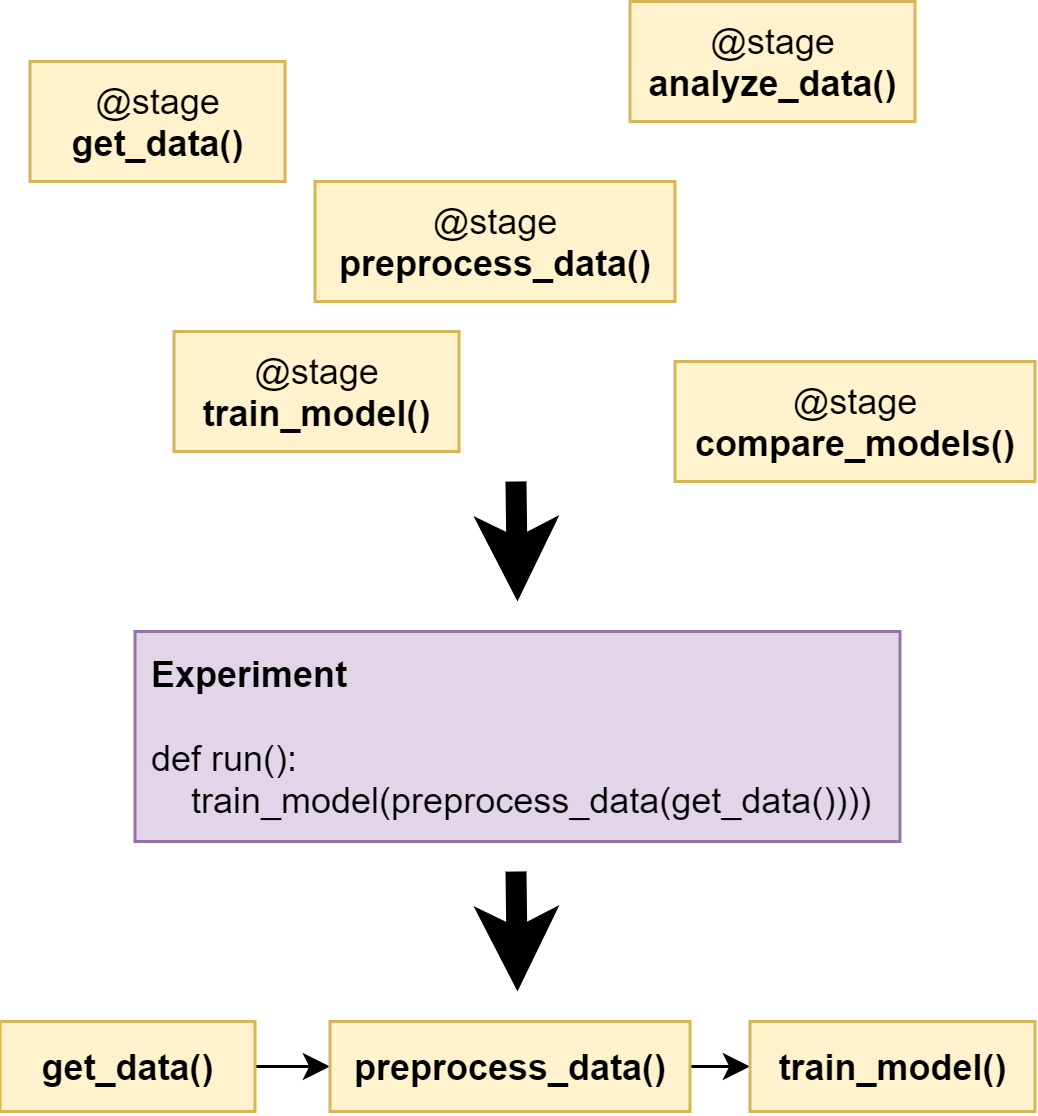 @stage
analyze_data()
@stage
get_data()
@stage
preprocess_data()
@stage
train_model()
@stage
compare_models()
Experiment
def run():
train_model(preprocess_data(get_data())))
get_data()
preprocess_data()
train_model()